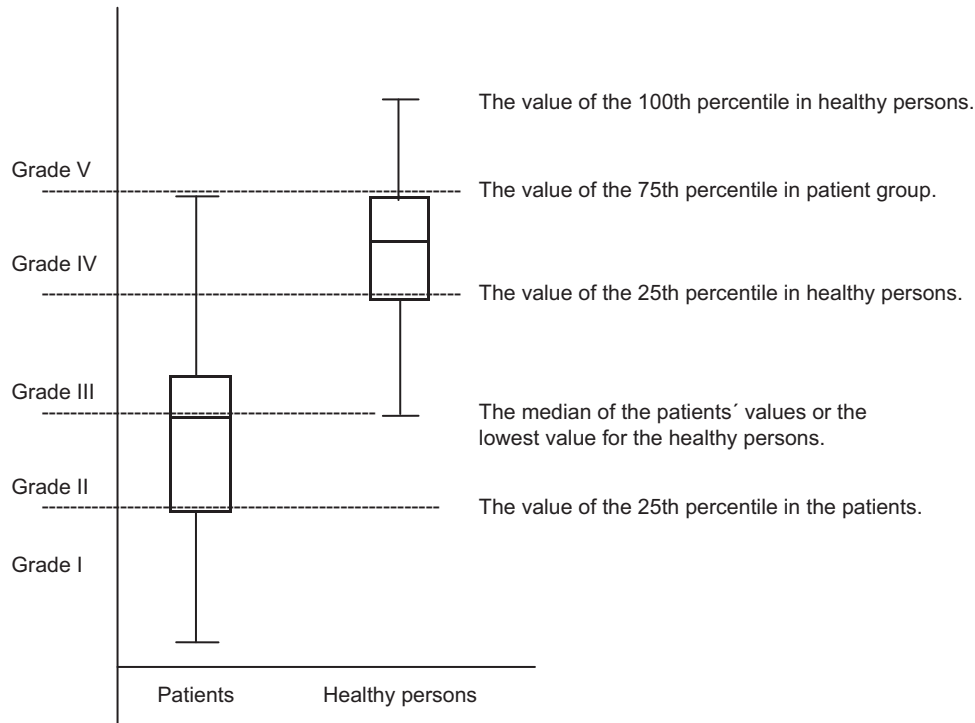 The value of the 100th percentile in healthy persons.
Grade V
The value of the 75th percentile in patient group.
Grade IV
The value of the 25th percentile in healthy persons.
Grade III
The median of the patients´ values or the
lowest value for the healthy persons.
Grade II
The value of the 25th percentile in the patients.
Grade I
Patients
Healthy persons